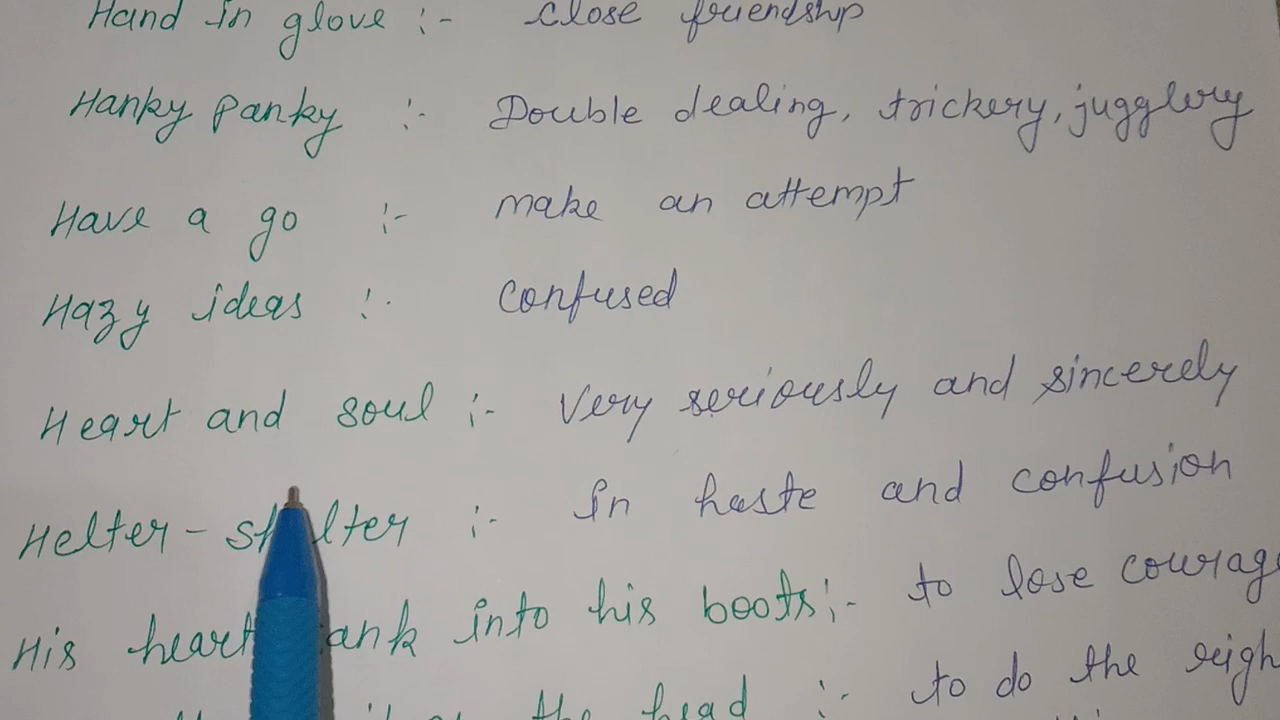 Hand in glove :- close friendship
Hanky panky :- Double dealing, trickery, jugglery
Have a go :- make an attempt
Hazy ideas :- confused
Heart and soul :- Very seriously and sincerely
Helter- :- In haste and confusion
His heart into his boots:- to lose
the head :- to do the